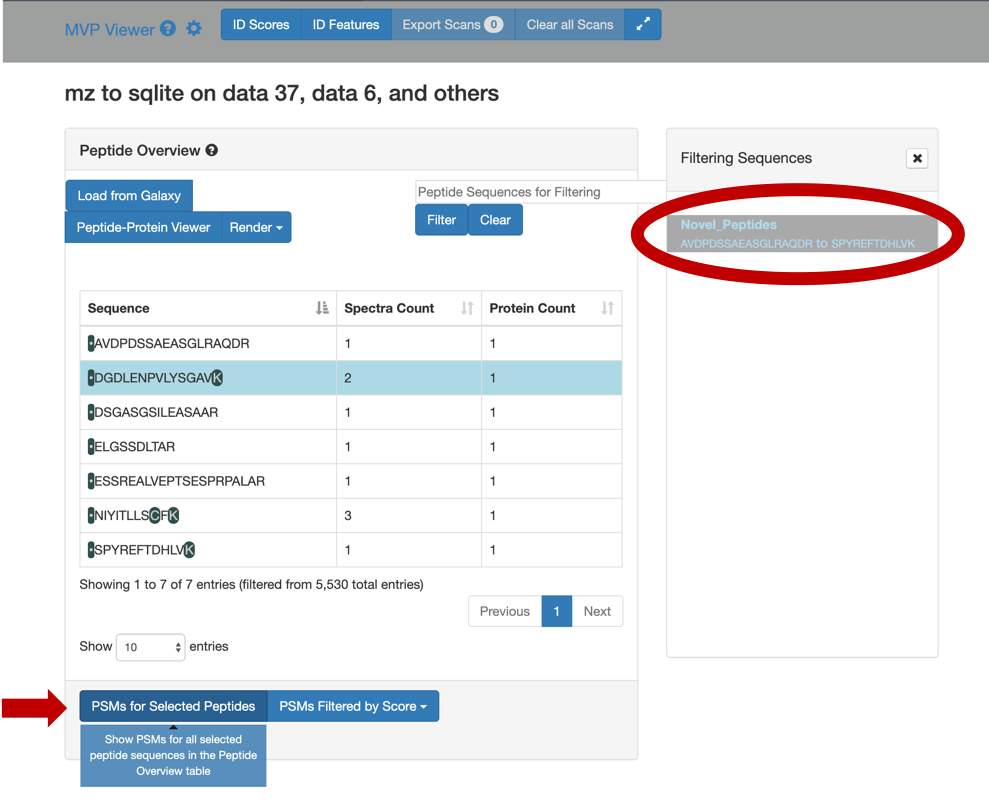 MVP Viewer ? ID Scores ID Features Export Scans 0 Clear all Scans
mz to sqlite on data 37, data 6, and others
Peptide Overview ?
Load from Galaxy
Peptide-Protein Viewer Render
Peptide Sequences for Filtering
Filter Clear
Sequence Spectra Count Protein Count
AVDPDSSAEASGLRAQDR 1 1
DGDLENPVLYSGAVK 2 1
DSGASGSILEASAAR 1 1
ELGSSDLTAR 1 1
ESSREALVEPTSESPRPALAR 1 1
NIYITLLSCFK 3 1
SPYREFTDHLVK 1 1
Showing 1 to 7 of 7 entries (filtered from 5,530 total entries)
Previous 1 Next
Show 10 entries
PSMs for Selected Peptides PSMs Filtered by Score
Show PSMs for all selected
peptide sequences in the Peptide
Overview table
Filtering Sequences
Novel_Peptides
AVDPDSSAEASGLRAQDR to SPYREFTDHLVK